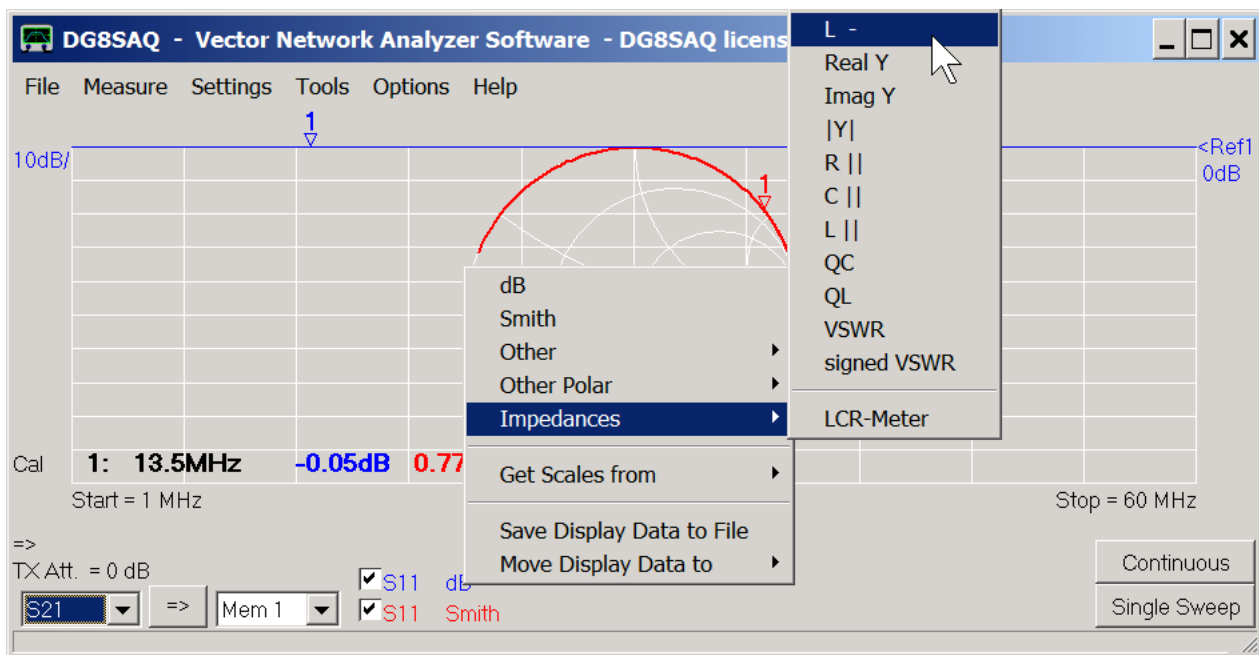 DG8SAQ - Vector Network Analyzer Software - DG8SAQ licens
File Measure Settings Tools Options Help
1
10dB/
<Ref1
0dB
1
L -
Real Y
Imag Y
|Y|
R ||
C ||
L ||
QC
QL
VSWR
signed VSWR
LCR-Meter
dB
Smith
Other
Other Polar
Impedances
Get Scales from
Save Display Data to File
Move Display Data to
Cal 1: 13.5MHz -0.05dB 0.77
Start = 1 MHz
Stop = 60 MHz
=>
TX Att. = 0 dB
S21 => Mem 1
S11 dB
S11 Smith
Continuous
Single Sweep